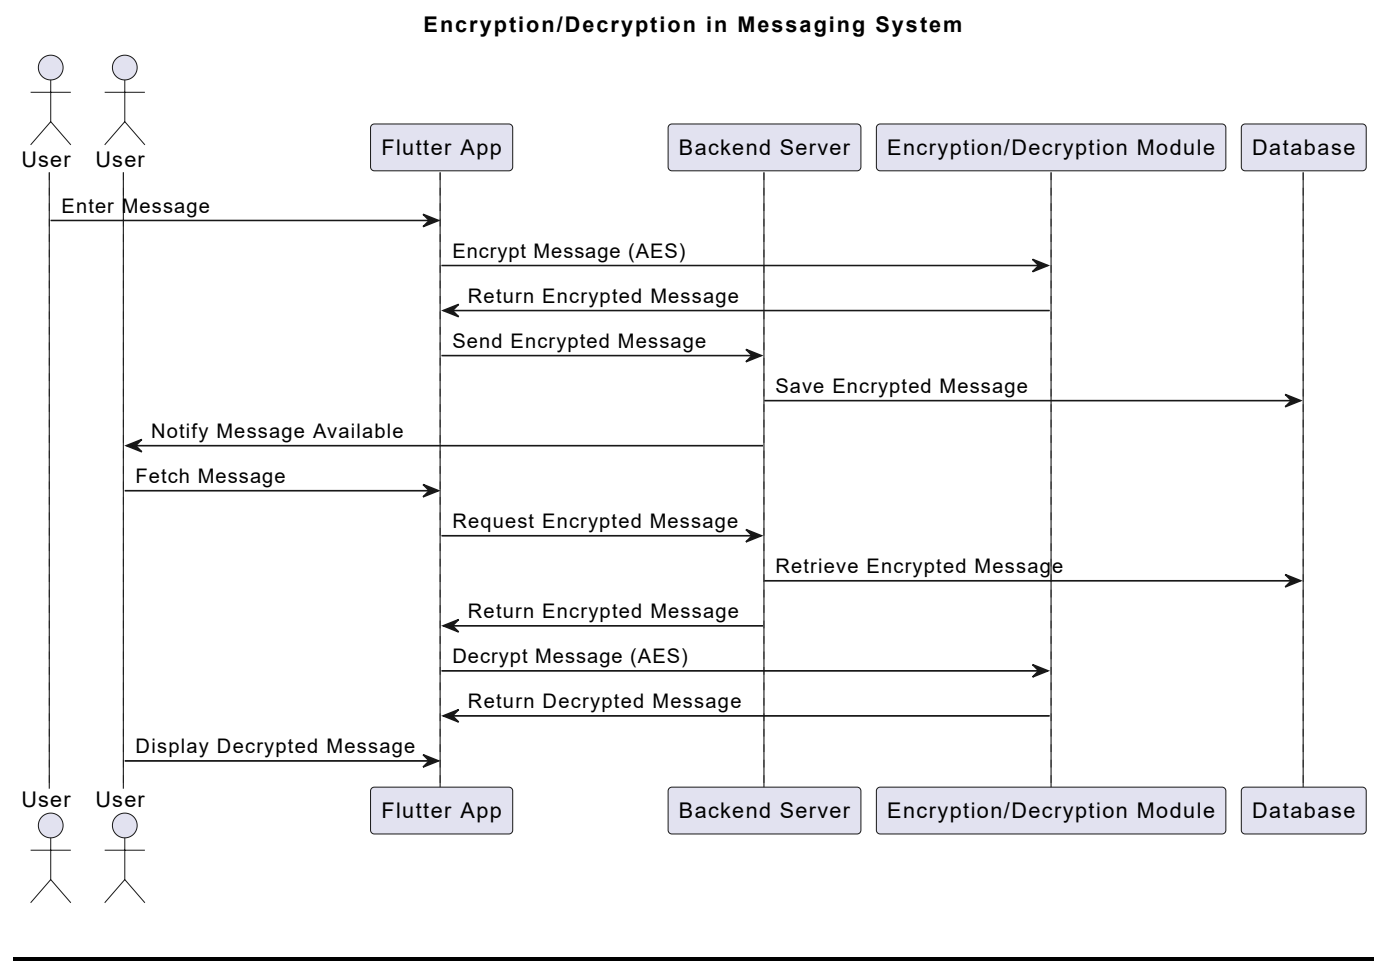 Encryption/Decryption in Messaging System
User User Flutter App Backend Server Encryption/Decryption Module Database
Enter Message
Encrypt Message (AES)
Return Encrypted Message
Send Encrypted Message
Save Encrypted Message
Notify Message Available
Fetch Message
Request Encrypted Message
Retrieve Encrypted Message
Return Encrypted Message
Decrypt Message (AES)
Return Decrypted Message
Display Decrypted Message
User User Flutter App Backend Server Encryption/Decryption Module Database